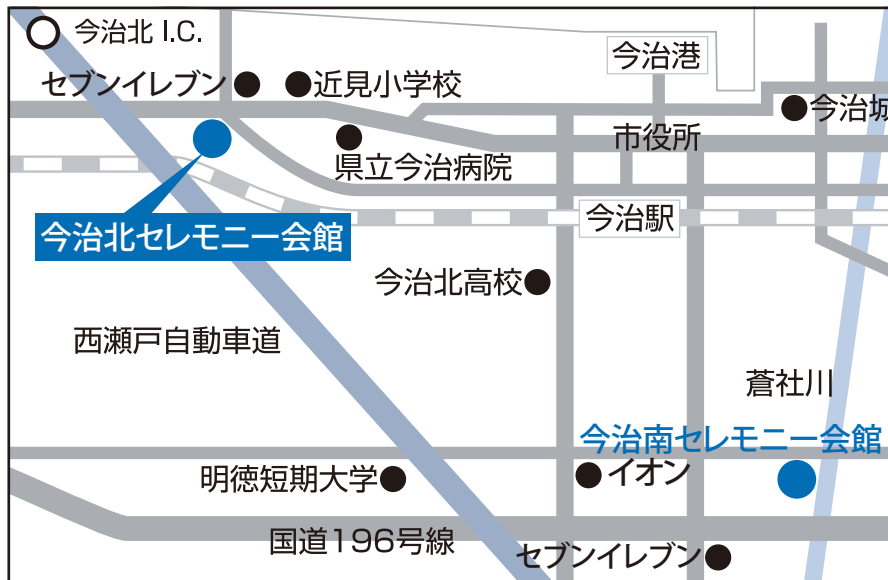 今治北 I.C.
今治港
セブンイレブン
近見小学校
今治城
市役所
県立今治病院
今治駅
今治北セレモニー会館
今治北高校
西瀬戸自動車道
蒼社川
今治南セレモニー会館
明徳短期大学
イオン
国道196号線
セブンイレブン